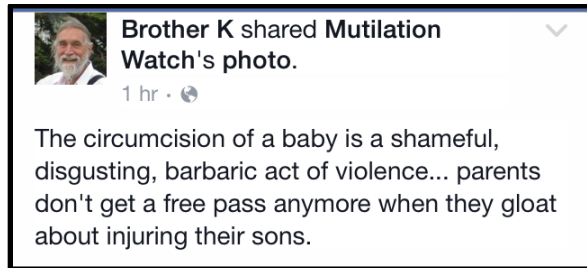 Brother K shared Mutilation
Watch's photo.
1 hr ·
The circumcision of a baby is a shameful,
disgusting, barbaric act of violence... parents
don't get a free pass anymore when they gloat
about injuring their sons.